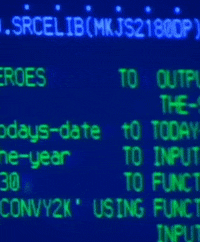 .SRCELIB(MKJS2180DP)
EROES TO OUTPU
THE-
odays-date tO TODAY
ne-year TO INPUT
30 TO FUNCT
CONVY2K' USING FUNCT
INPUT